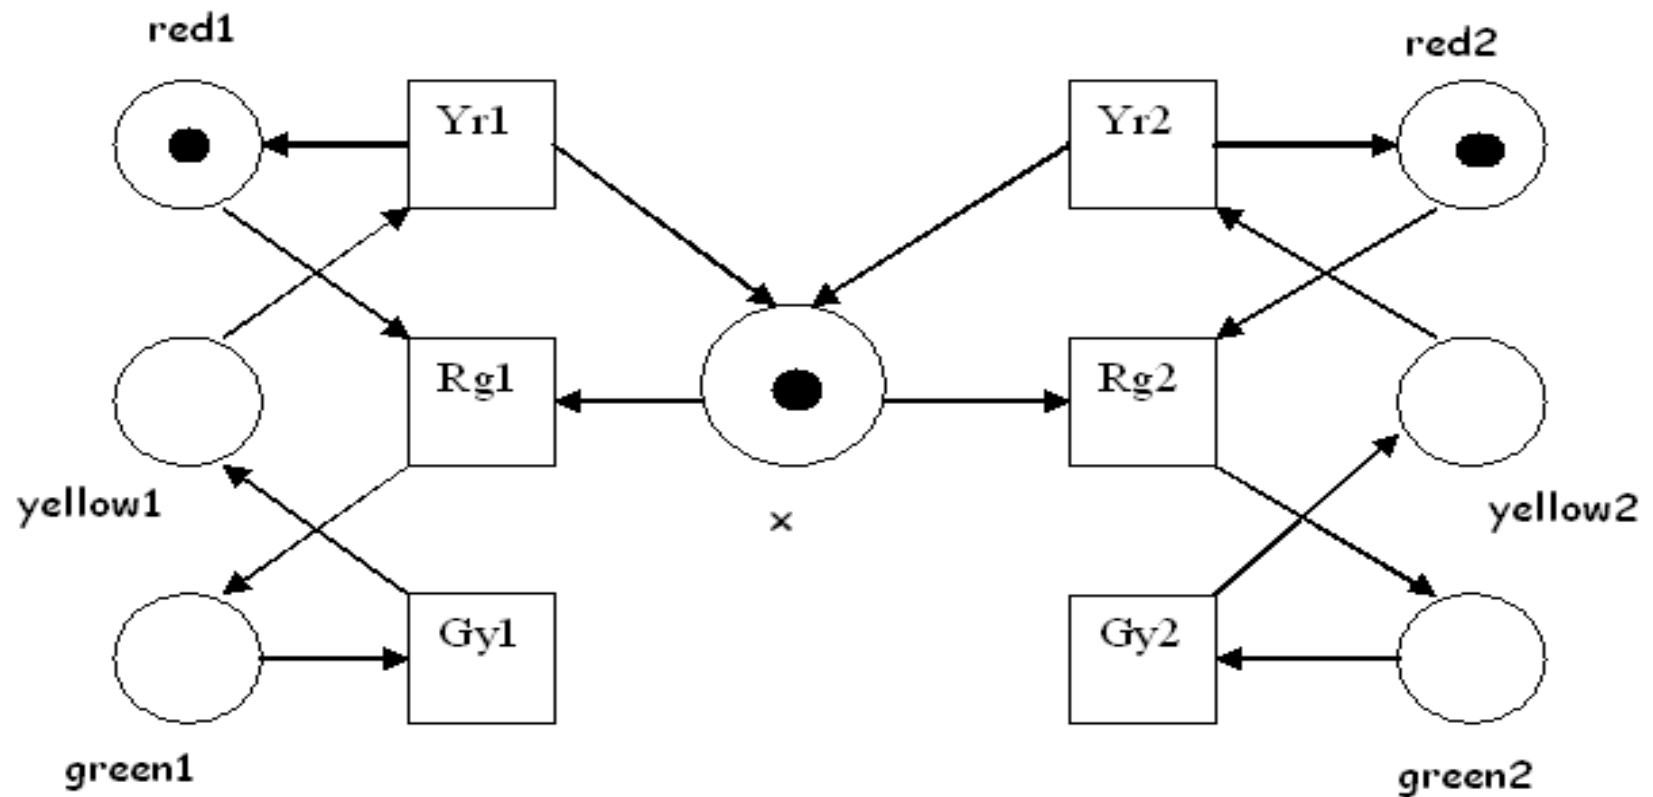 red1
red2
Yr1
Yr2
Rg1
Rg2
yellow1
x
yellow2
Gy1
Gy2
green1
green2